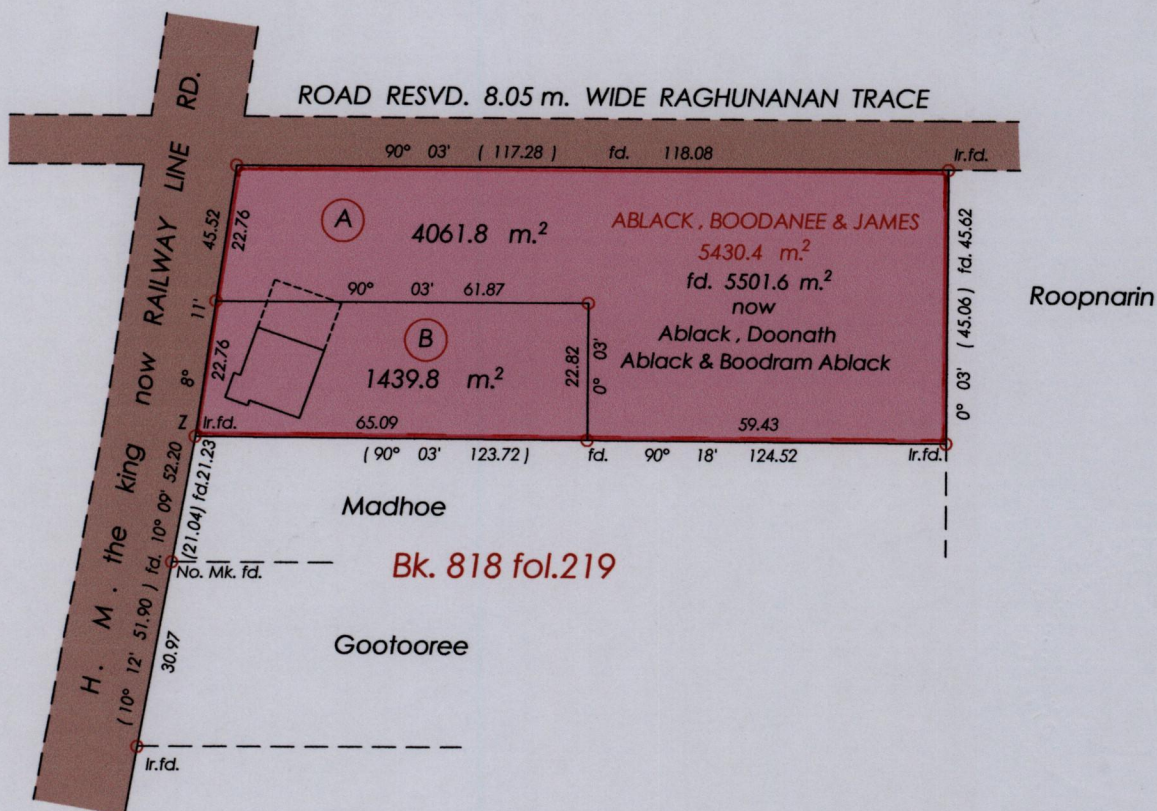 ROAD RESVD. 8.05 m. WIDE RAGHUNANAN TRACE
90° 03' ( 117.28 ) fd. 118.08
Ir.fd.
H. M. the king now RAILWAY LINE RD.
45.52
22.76
A
4061.8 m.²
ABLACK , BOODANEE & JAMES
5430.4 m.²
fd. 5501.6 m.²
now
Ablack , Doonath
Ablack & Boodram Ablack
0° 03' ( 45.06 ) fd. 45.62
Roopnarin
90° 03' 61.87
8° 11'
22.76
B
1439.8 m.²
22.82
0° 03'
Z
Ir.fd.
65.09
59.43
( 90° 03' 123.72 ) fd. 90° 18' 124.52
Ir.fd.
(21.04) fd.21.23
( 10° 12' 51.90 ) fd. 10° 09' 52.20
Madhoe
No. Mk. fd.
Bk. 818 fol.219
30.97
Gootooree
Ir.fd.